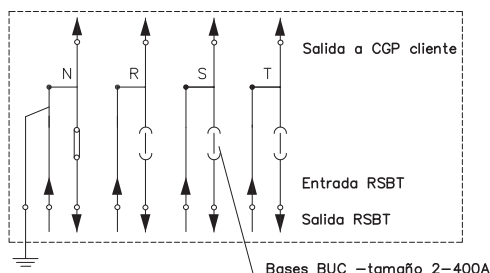 Salida a CGP cliente
N R S T
Entrada RSBT
Salida RSBT
Bases BUC -tamaño 2-400A